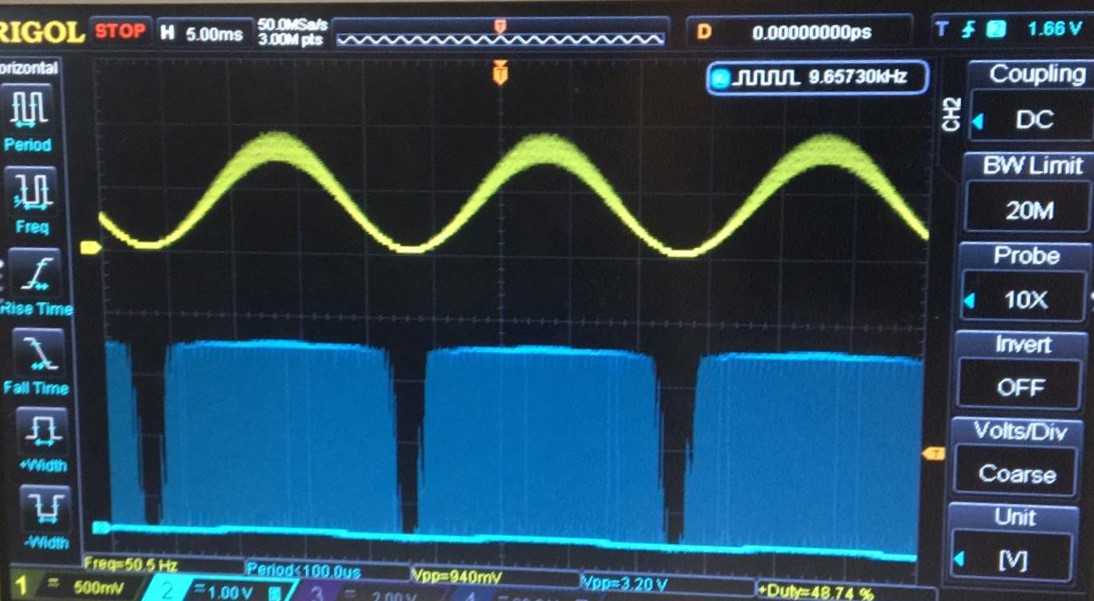 RIGOL STOP H 5.00ms 50.0MSa/s 3.00M pts D 0.00000000ps T 2 1.66 V
orizontal
T
2 9.65730kHz
Period
Freq
Rise Time
Fall Time
+Width
-Width
CH2
Coupling
DC
BW Limit
20M
Probe
10X
Invert
OFF
Volts/Div
Coarse
Unit
[V]
T
2
Freq=50.5 Hz Period<100.0us Vpp=940mV Vpp=3.20 V +Duty=48.74 %
1 = 500mV 2 =1.00 V 3 = 2.00 V 4